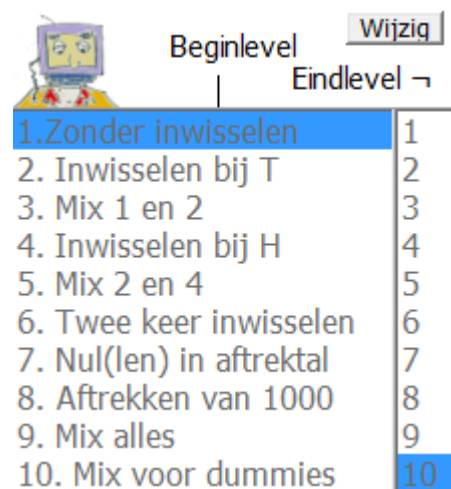 Wijzig
Beginlevel
Eindlevel ¬
1.Zonder inwisselen 1
2. Inwisselen bij T 2
3. Mix 1 en 2 3
4. Inwisselen bij H 4
5. Mix 2 en 4 5
6. Twee keer inwisselen 6
7. Nul(len) in aftrektal 7
8. Aftrekken van 1000 8
9. Mix alles 9
10. Mix voor dummies 10